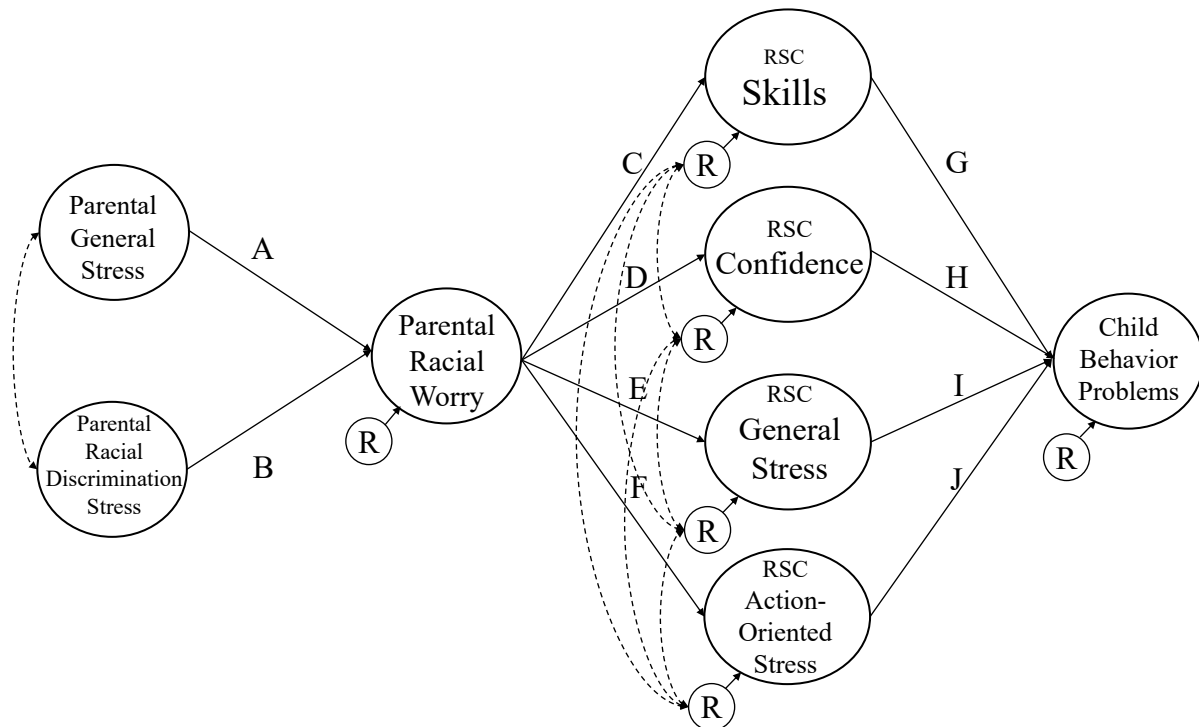 Parental
General
Stress
A
Parental
Racial
Discrimination
Stress
B
Parental
Racial
Worry
R
C
D
E
F
RSC
Skills
R
RSC
Confidence
R
RSC
General
Stress
R
RSC
Action-
Oriented
Stress
R
G
H
I
J
Child
Behavior
Problems
R